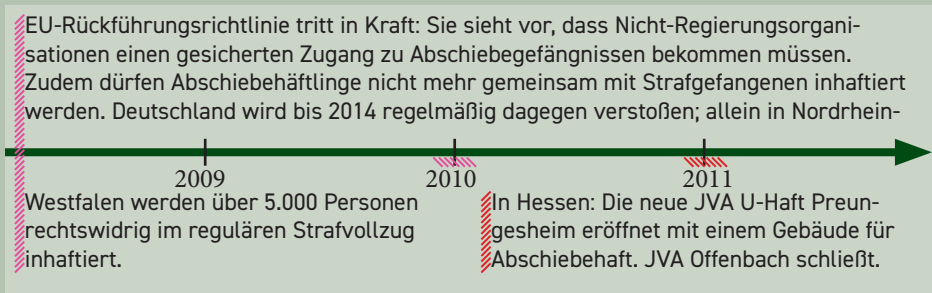 EU-Rückführungsrichtlinie tritt in Kraft: Sie sieht vor, dass Nicht-Regierungsorgani-
sationen einen gesicherten Zugang zu Abschiebegefängnissen bekommen müssen.
Zudem dürfen Abschiebehäftlinge nicht mehr gemeinsam mit Strafgefangenen inhaftiert
werden. Deutschland wird bis 2014 regelmäßig dagegen verstoßen; allein in Nordrhein-
2009
2010
2011
Westfalen werden über 5.000 Personen
rechtswidrig im regulären Strafvollzug
inhaftiert.
In Hessen: Die neue JVA U-Haft Preun-
gesheim eröffnet mit einem Gebäude für
Abschiebehaft. JVA Offenbach schließt.